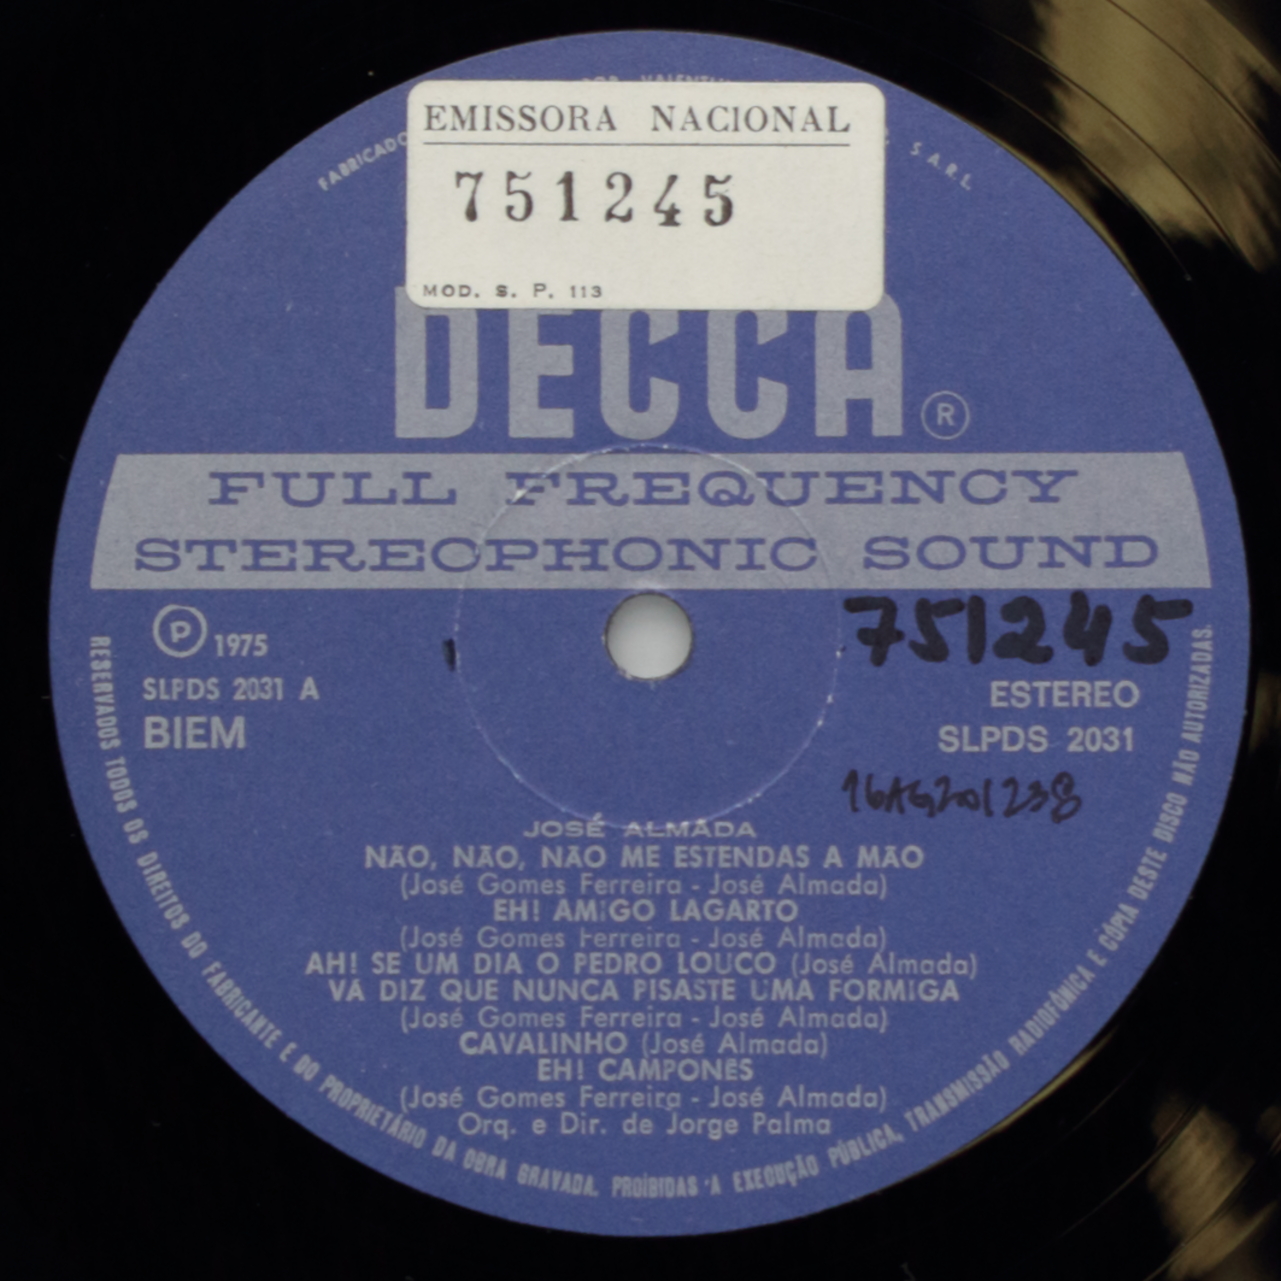 FABRICADO POR VALENTI S.A.R.L.
EMISSORA NACIONAL
751245
MOD. S. P. 113
DECCA ®
FULL FREQUENCY
STEREOPHONIC SOUND
℗ 1975
SLPDS 2031 A
BIEM
751245
ESTEREO
SLPDS 2031
JOSÉ ALMADA
NÃO, NÃO, NÃO ME ESTENDAS A MÃO
(José Gomes Ferreira - José Almada)
EH! AMIGO LAGARTO
(José Gomes Ferreira - José Almada)
AH! SE UM DIA O PEDRO LOUCO (José Almada)
VÁ DIZ QUE NUNCA PISASTE UMA FORMIGA
(José Gomes Ferreira - José Almada)
CAVALINHO (José Almada)
EH! CAMPONÊS
(José Gomes Ferreira - José Almada)
Orq. e Dir. de Jorge Palma
RESERVADOS TODOS OS DIREITOS DO FABRICANTE E DO PROPRIETÁRIO DA OBRA GRAVADA. PROÍBIDAS A EXECUÇÃO PÚBLICA, TRANSMISSÃO RADIOFÓNICA E CÓPIA DESTE DISCO NÃO AUTORIZADAS.